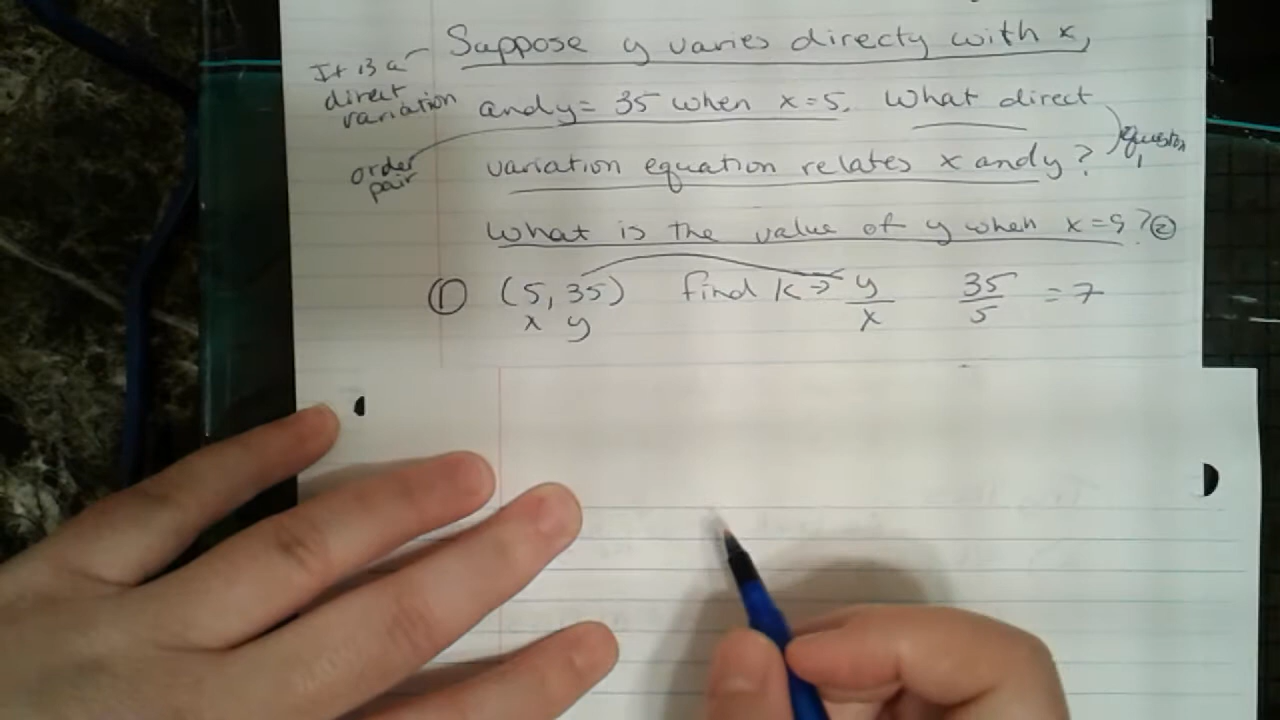 Suppose y varies directy with x,
It is a
direct
variation
and y = 35 when x = 5. What direct
order
pair
variation equation relates x and y?
question
1
What is the value of y when x = 9? ②
① (5, 35) find k → y/x 35/5 = 7
x y